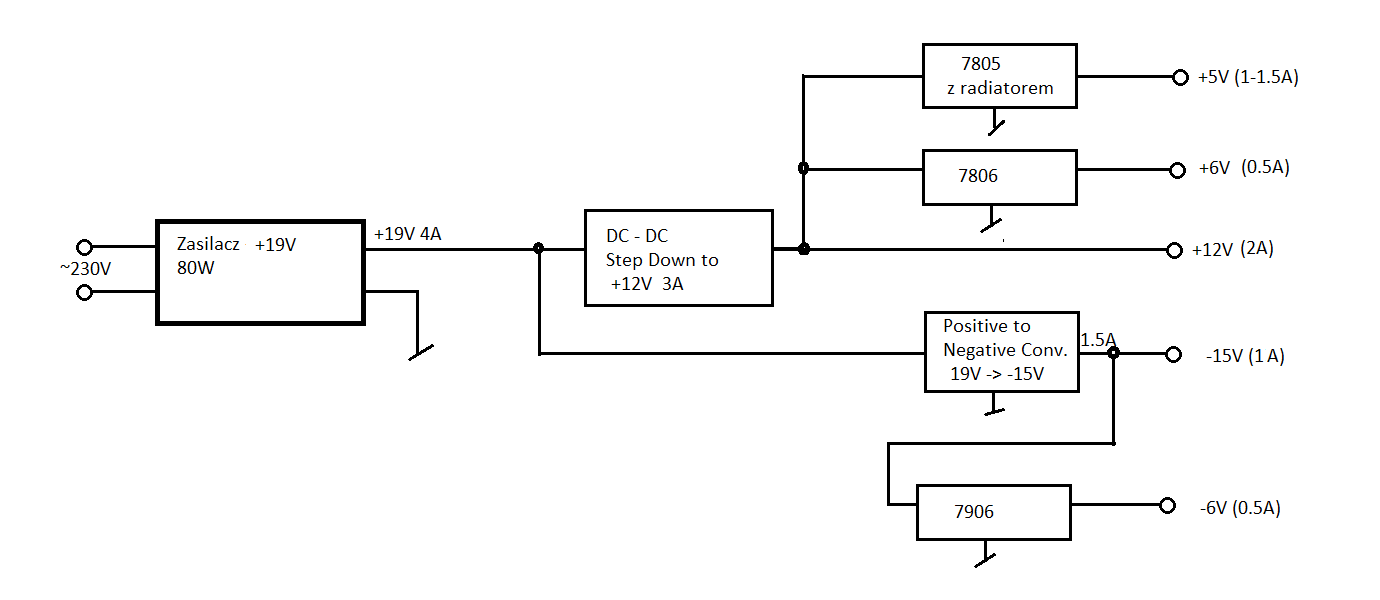 ~230V
Zasilacz +19V
80W
+19V 4A
DC - DC
Step Down to
+12V 3A
7805
z radiatorem
+5V (1-1.5A)
7806
+6V (0.5A)
+12V (2A)
Positive to
Negative Conv.
19V -> -15V
1.5A
-15V (1A)
7906
-6V (0.5A)